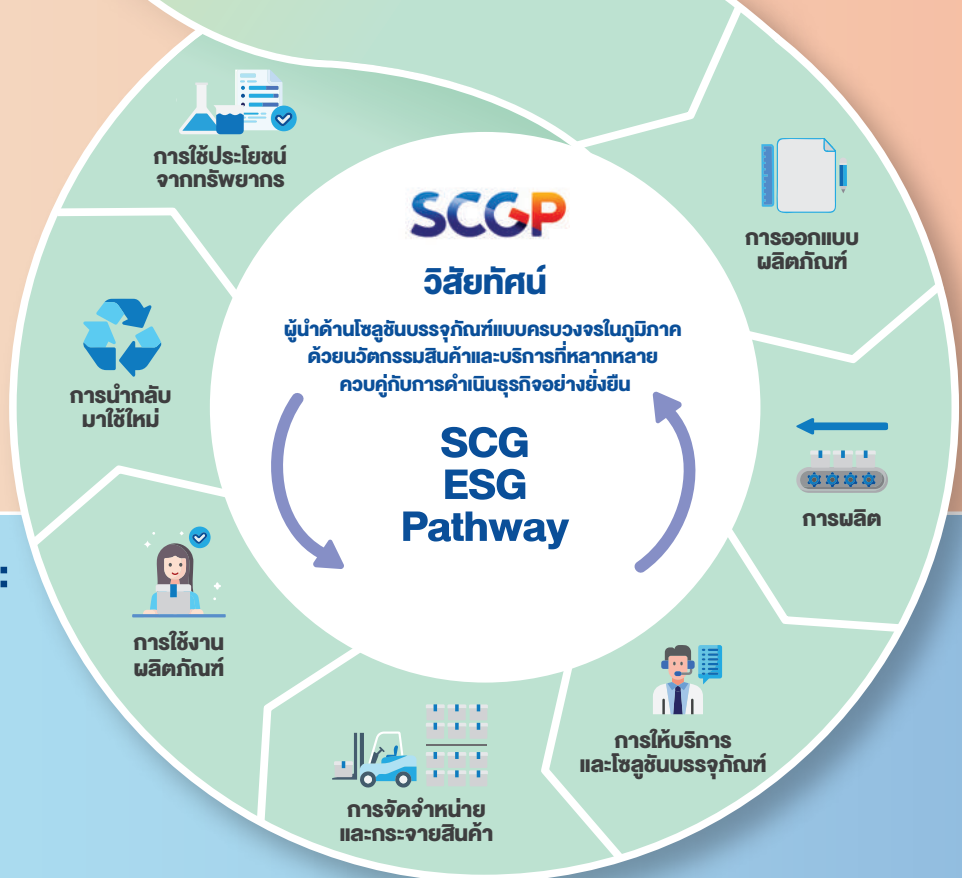 การใช้ประโยชน์
จากทรัพยากร
SCGP
วิสัยทัศน์
ผู้นำด้านโซลูชันบรรจุภัณฑ์แบบครบวงจรในภูมิภาค
ด้วยนวัตกรรมสินค้าและบริการที่หลากหลาย
ควบคู่กับการดำเนินธุรกิจอย่างยั่งยืน
SCG
ESG
Pathway
การออกแบบ
ผลิตภัณฑ์
การผลิต
การให้บริการ
และโซลูชันบรรจุภัณฑ์
การจัดจำหน่าย
และกระจายสินค้า
การใช้งาน
ผลิตภัณฑ์
การนำกลับ
มาใช้ใหม่